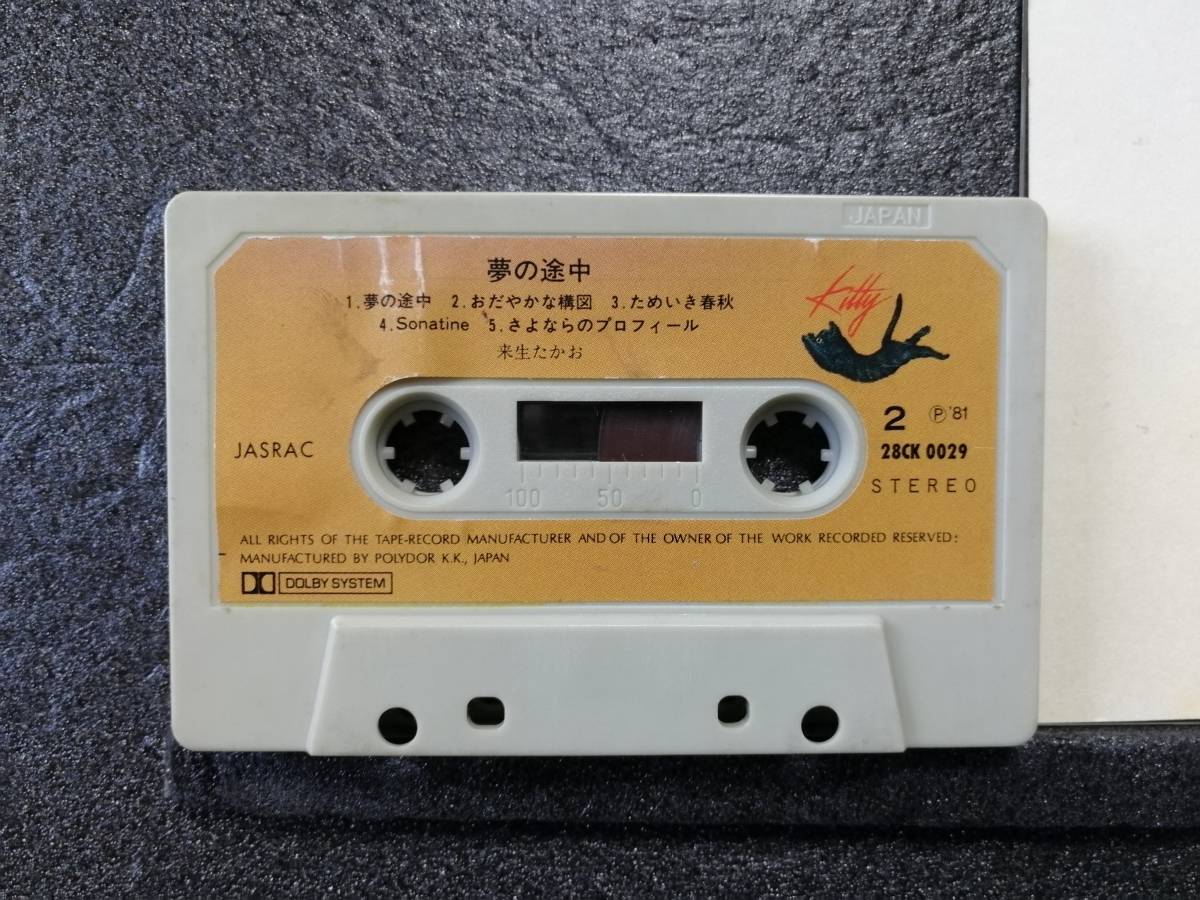 JAPAN
夢の途中
1.夢の途中 2.おだやかな構図 3.ためいき春秋
4.Sonatine 5.さよならのプロフィール
来生たかお
Kitty
JASRAC
2 Ⓟ'81
28CK 0029
STEREO
100 50 0
ALL RIGHTS OF THE TAPE-RECORD MANUFACTURER AND OF THE OWNER OF THE WORK RECORDED RESERVED:
MANUFACTURED BY POLYDOR K.K., JAPAN
DOLBY SYSTEM